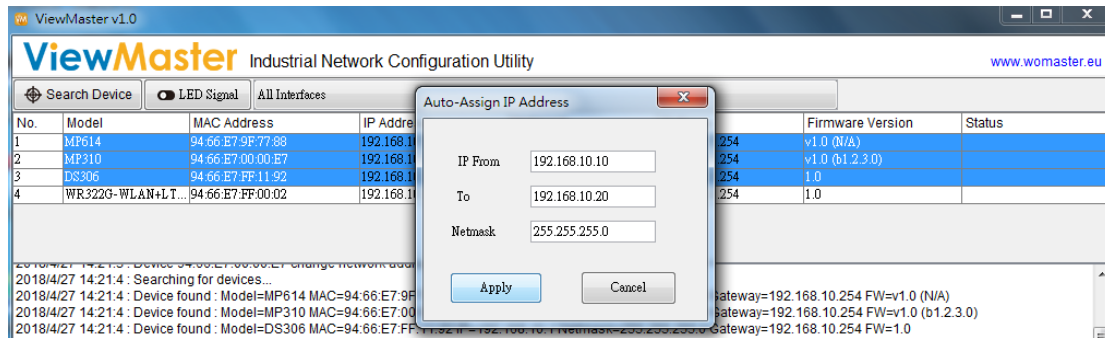 ViewMaster v1.0
ViewMaster Industrial Network Configuration Utility
www.womaster.eu
Search Device LED Signal All Interfaces
No. Model MAC Address IP Addre Firmware Version Status
1 MP614 94:66:E7:9F:77:88 192.168.1 .254 v1.0 (N/A)
2 MP310 94:66:E7:00:00:E7 192.168.1 .254 v1.0 (b1.2.3.0)
3 DS306 94:66:E7:FF:11:92 192.168.1 .254 1.0
4 WR322G-WLAN+LT... 94:66:E7:FF:00:02 192.168.1 .254 1.0
Auto-Assign IP Address
IP From 192.168.10.10
To 192.168.10.20
Netmask 255.255.255.0
Apply Cancel
2018/4/27 14:21:4 : Searching for devices...
2018/4/27 14:21:4 : Device found : Model=MP614 MAC=94:66:E7:9F Gateway=192.168.10.254 FW=v1.0 (N/A)
2018/4/27 14:21:4 : Device found : Model=MP310 MAC=94:66:E7:00 Gateway=192.168.10.254 FW=v1.0 (b1.2.3.0)
2018/4/27 14:21:4 : Device found : Model=DS306 MAC=94:66:E7:FF Gateway=192.168.10.254 FW=1.0